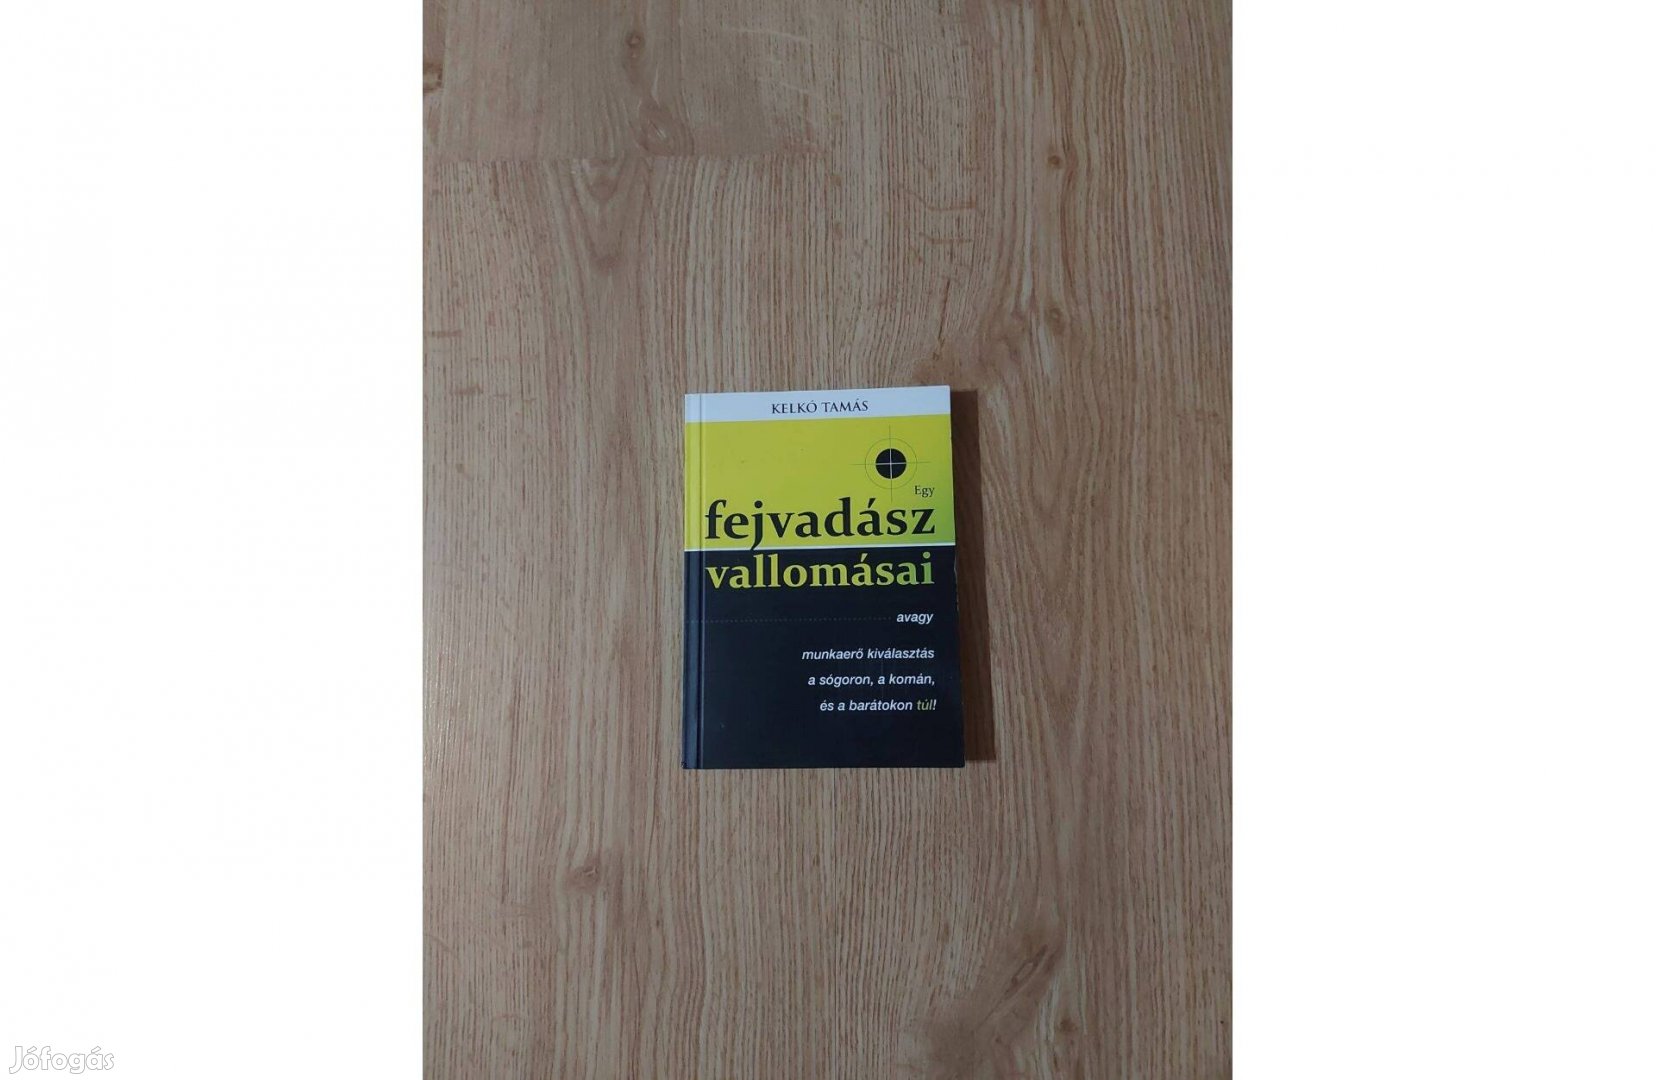 KELKÓ TAMÁS
Egy
fejvadász
vallomásai
avagy
munkaerő kiválasztás
a sógoron, a komán,
és a barátokon túl!
Jófogás